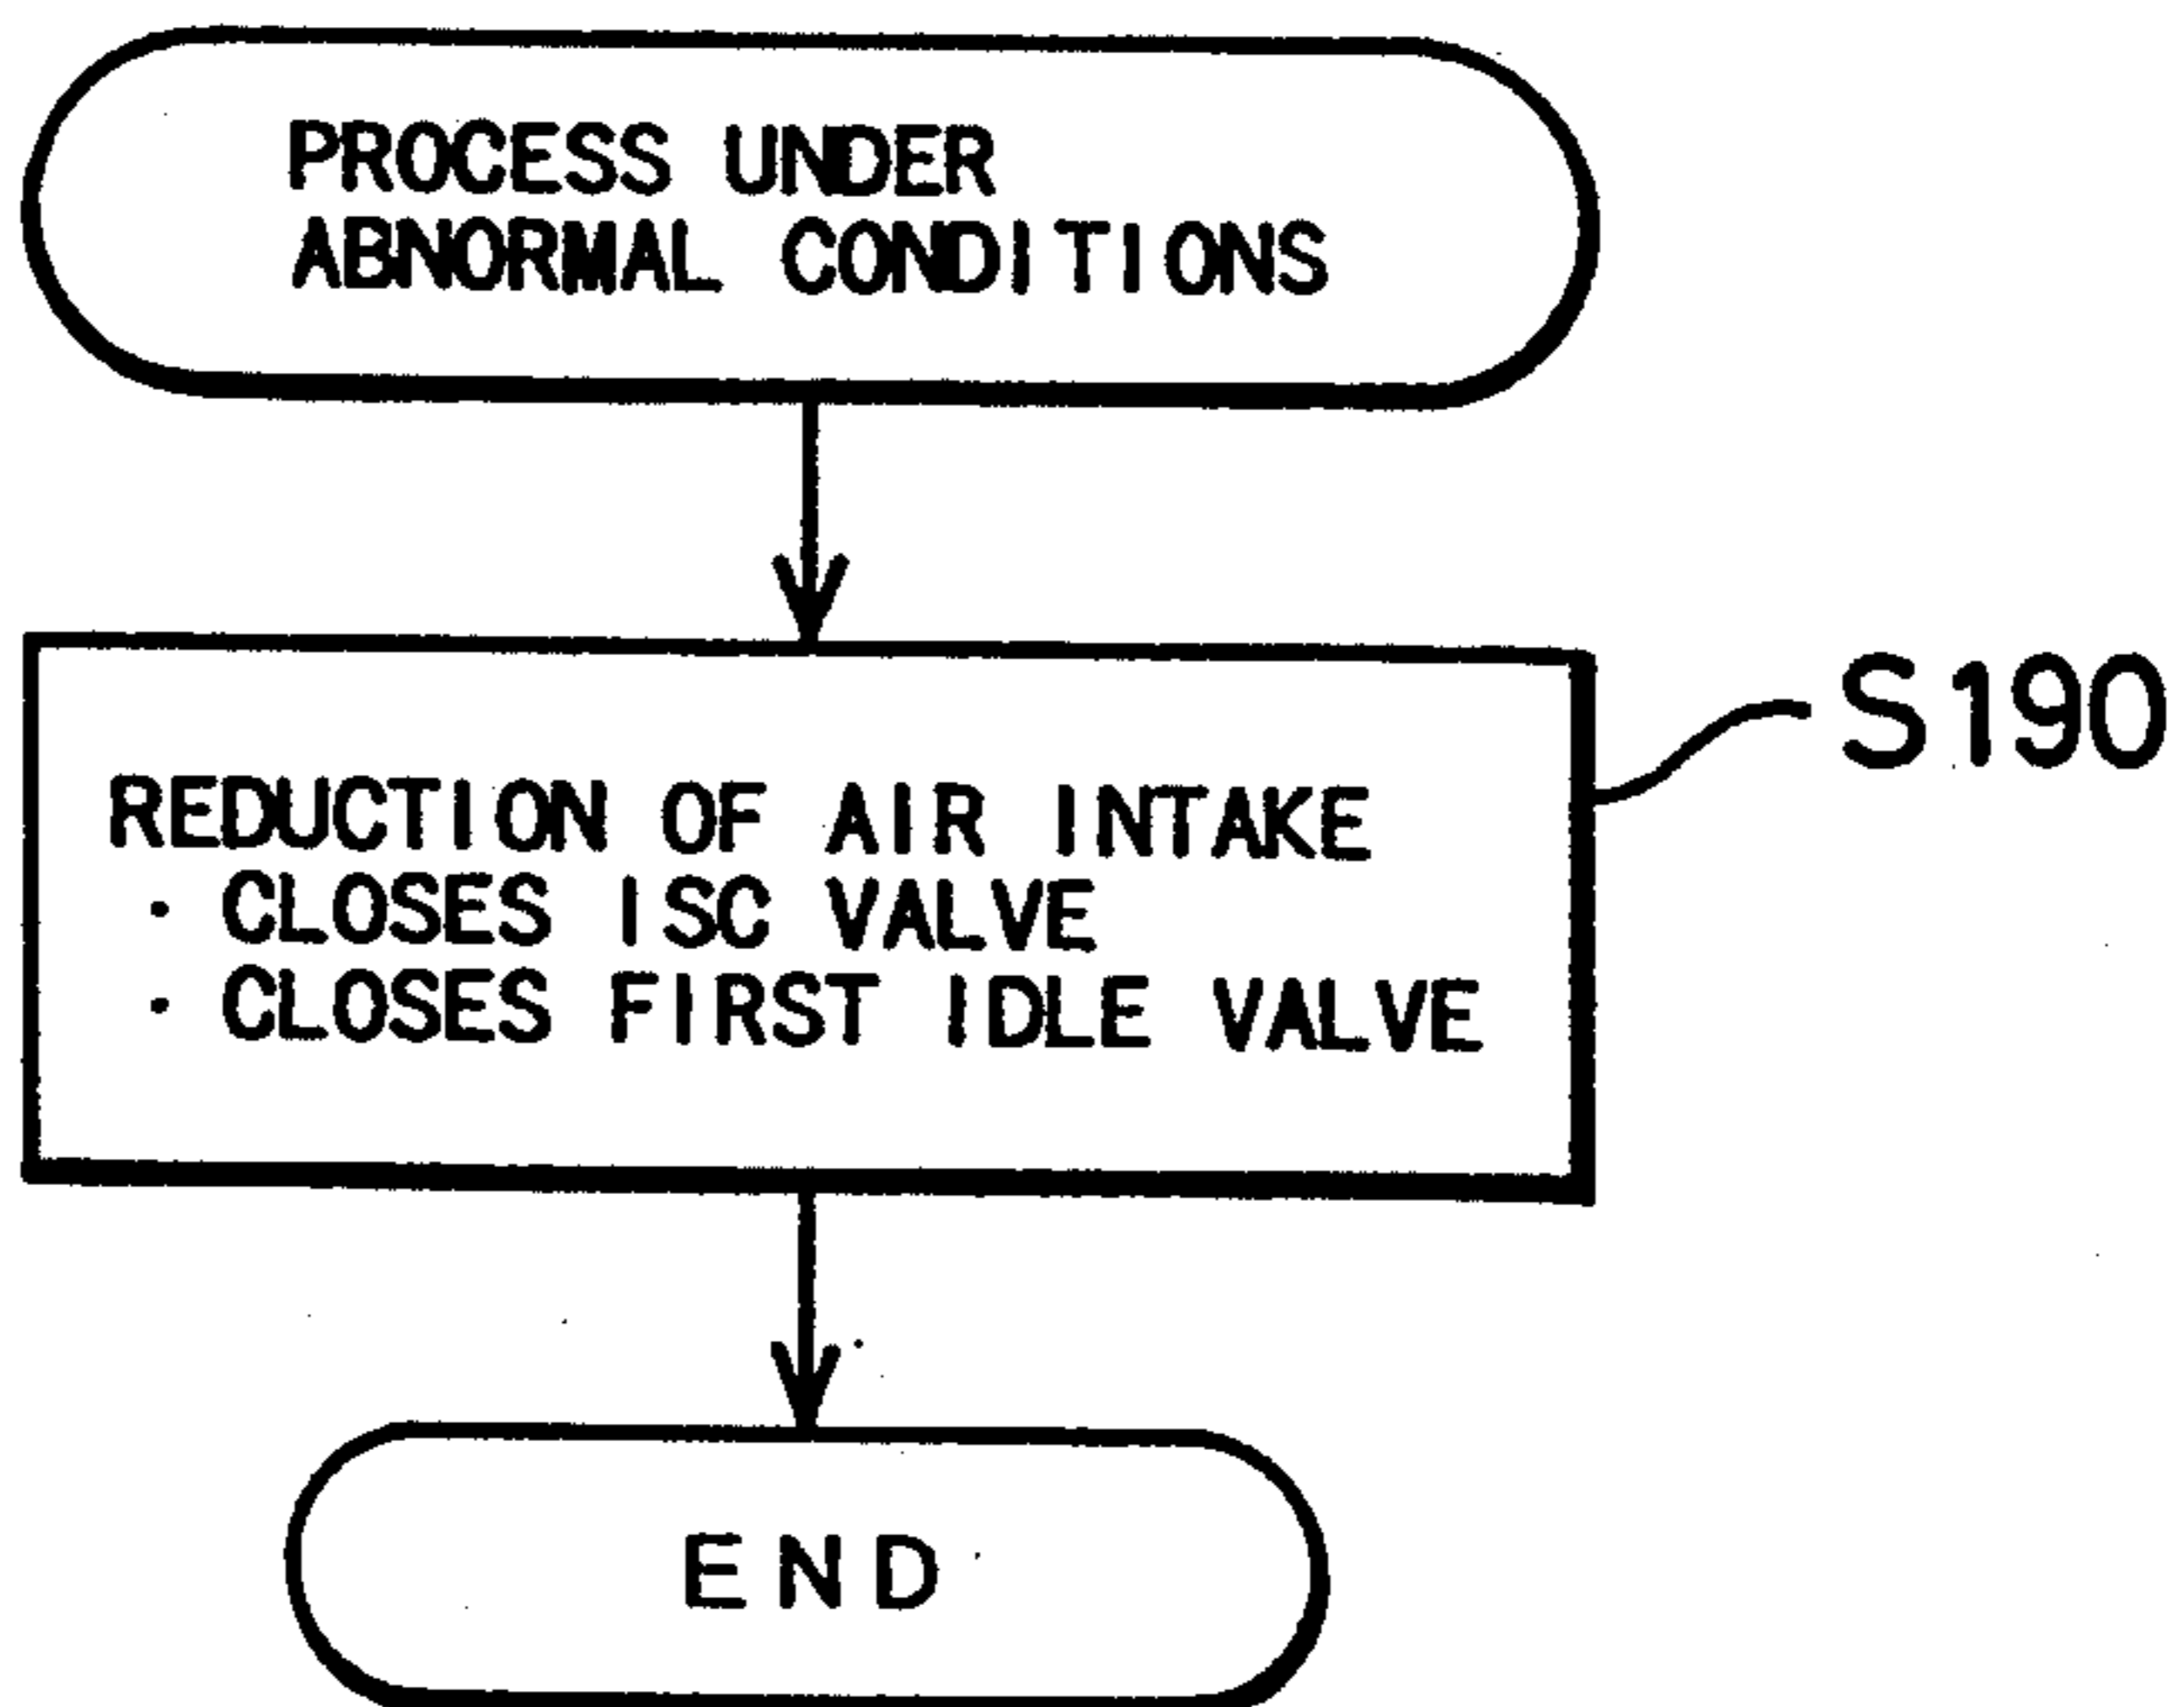 PROCESS UNDER
ABNORMAL CONDITIONS
S190
REDUCTION OF AIR INTAKE
· CLOSES ISC VALVE
· CLOSES FIRST IDLE VALVE
END